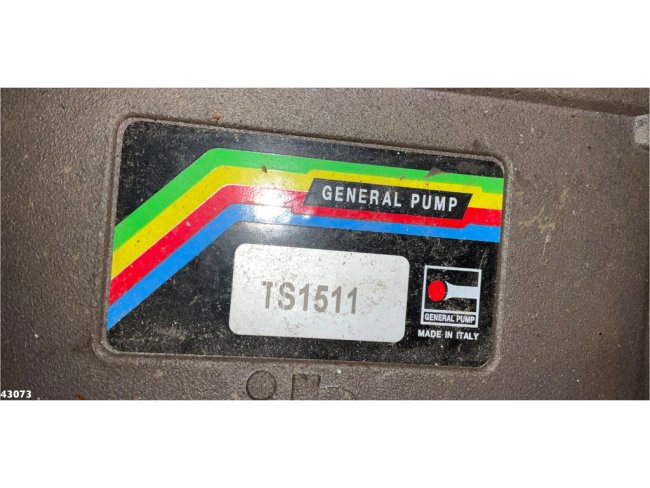 GENERAL PUMP
TS1511
GENERAL PUMP
MADE IN ITALY
43073